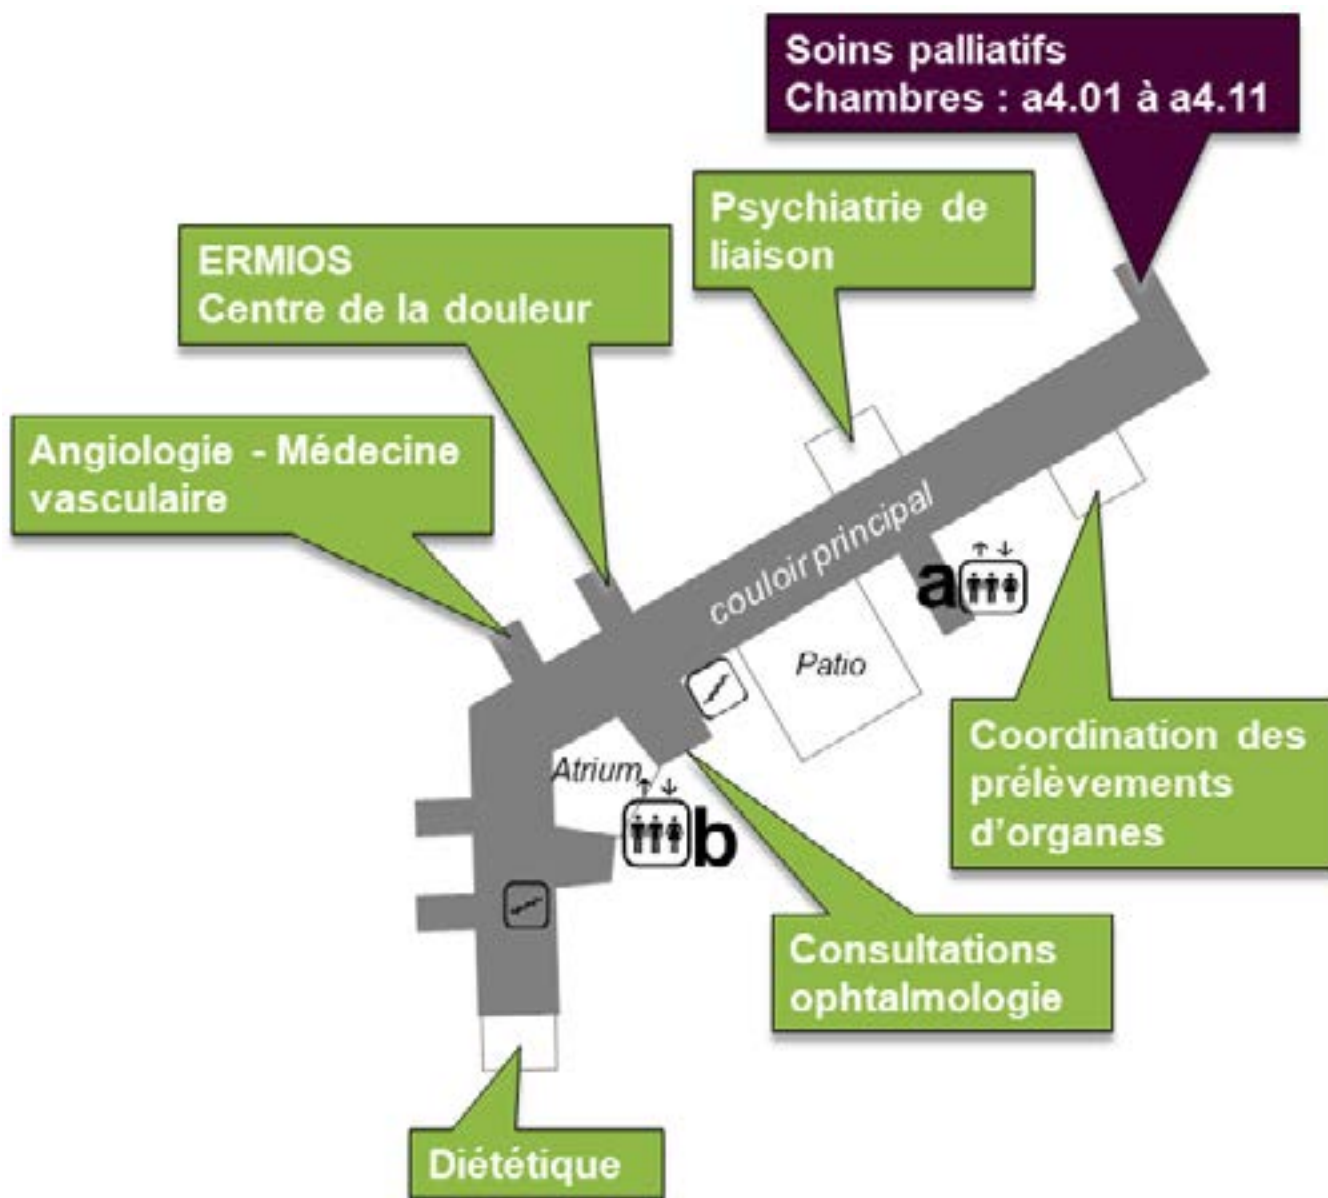 Soins palliatifs
Chambres : a4.01 à a4.11
Psychiatrie de
liaison
ERMIOS
Centre de la douleur
Angiologie - Médecine
vasculaire
couloir principal
a
Patio
Atrium
b
Coordination des
prélèvements
d'organes
Consultations
ophtalmologie
Diététique